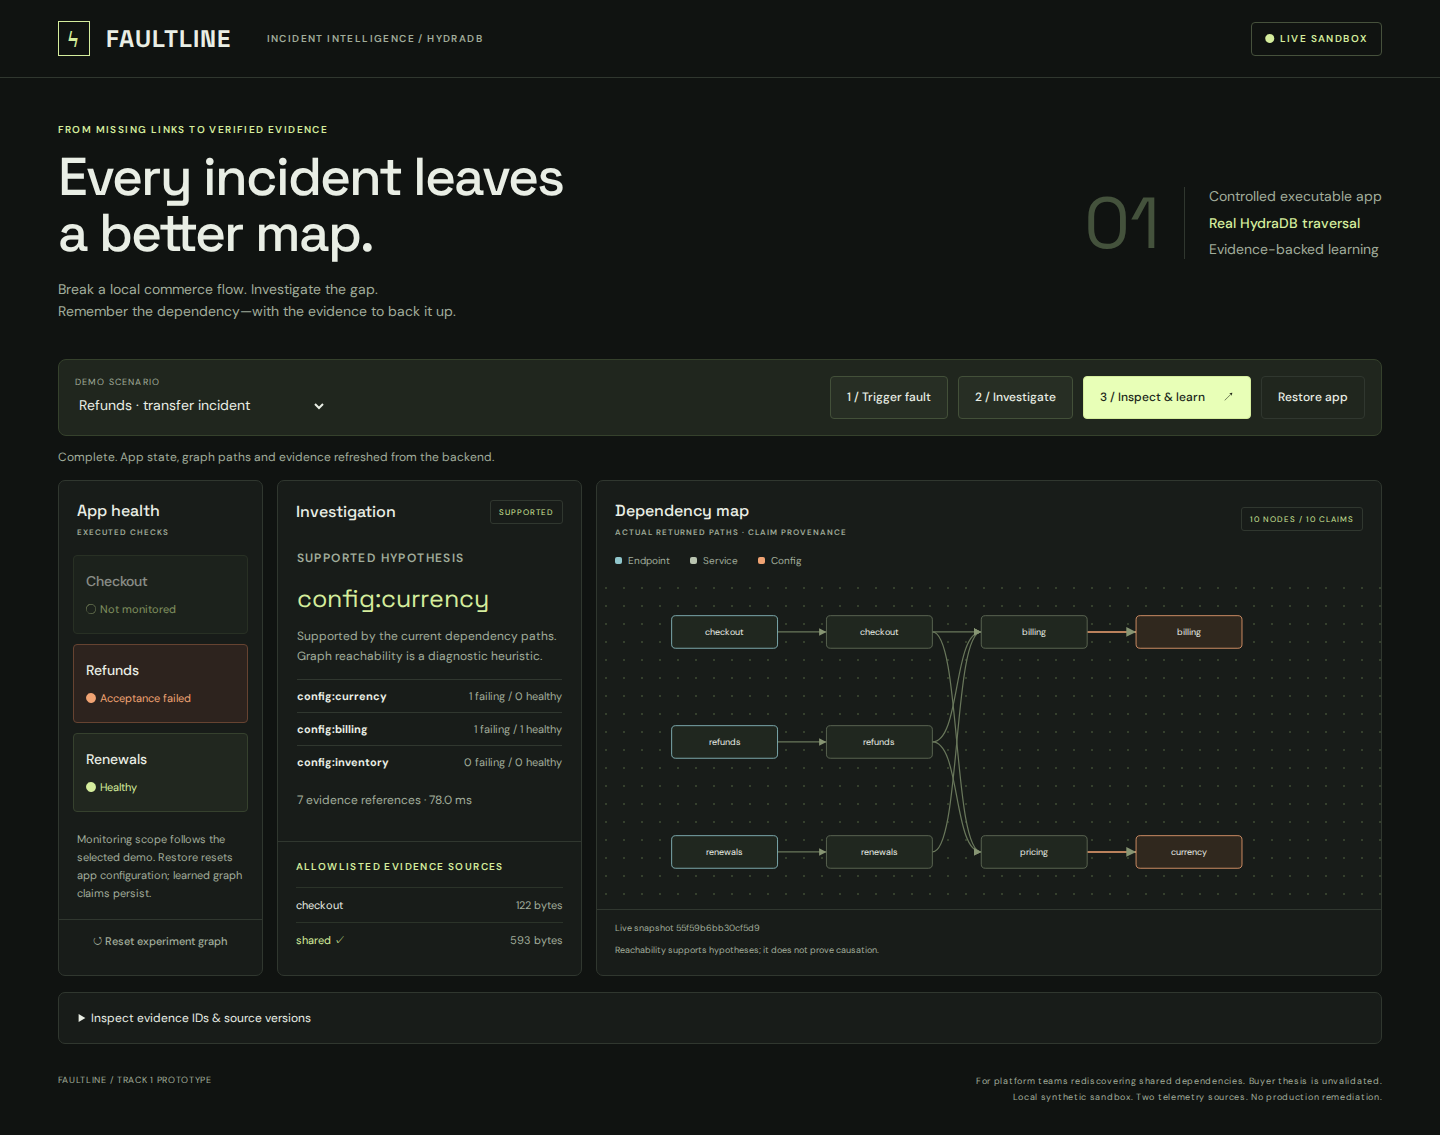 FAULTLINE
INCIDENT INTELLIGENCE / HYDRADB
LIVE SANDBOX
FROM MISSING LINKS TO VERIFIED EVIDENCE
Every incident leaves
a better map.
Break a local commerce flow. Investigate the gap.
Remember the dependency—with the evidence to back it up.
01
Controlled executable app
Real HydraDB traversal
Evidence-backed learning
DEMO SCENARIO
Refunds · transfer incident
1 / Trigger fault
2 / Investigate
3 / Inspect & learn ↗
Restore app
Complete. App state, graph paths and evidence refreshed from the backend.
App health
EXECUTED CHECKS
Checkout
Not monitored
Refunds
Acceptance failed
Renewals
Healthy
Monitoring scope follows the
selected demo. Restore resets
app configuration; learned graph
claims persist.
↺ Reset experiment graph
Investigation
SUPPORTED
SUPPORTED HYPOTHESIS
config:currency
Supported by the current dependency paths.
Graph reachability is a diagnostic heuristic.
config:currency 1 failing / 0 healthy
config:billing 1 failing / 1 healthy
config:inventory 0 failing / 0 healthy
7 evidence references · 78.0 ms
ALLOWLISTED EVIDENCE SOURCES
checkout 122 bytes
shared ✓ 593 bytes
Dependency map
ACTUAL RETURNED PATHS · CLAIM PROVENANCE
10 NODES / 10 CLAIMS
Endpoint Service Config
checkout checkout billing billing
refunds refunds
renewals renewals pricing currency
Live snapshot 55f59b6bb30cf5d9
Reachability supports hypotheses; it does not prove causation.
▶ Inspect evidence IDs & source versions
FAULTLINE / TRACK 1 PROTOTYPE
For platform teams rediscovering shared dependencies. Buyer thesis is unvalidated.
Local synthetic sandbox. Two telemetry sources. No production remediation.